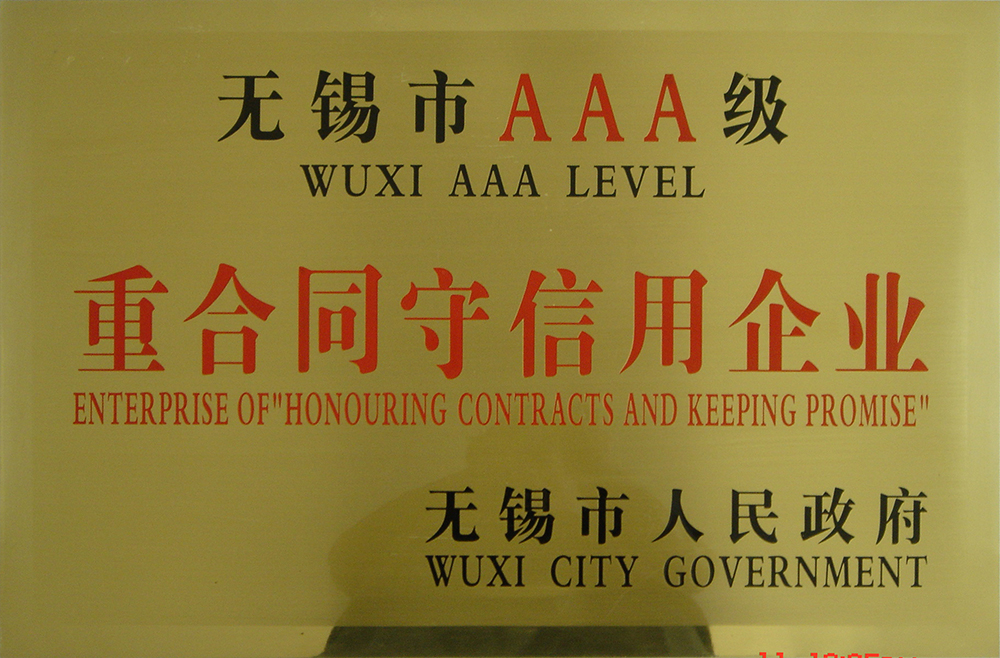 无锡市AAA级
WUXI AAA LEVEL
重合同守信用企业
ENTERPRISE OF"HONOURING CONTRACTS AND KEEPING PROMISE"
无锡市人民政府
WUXI CITY GOVERNMENT